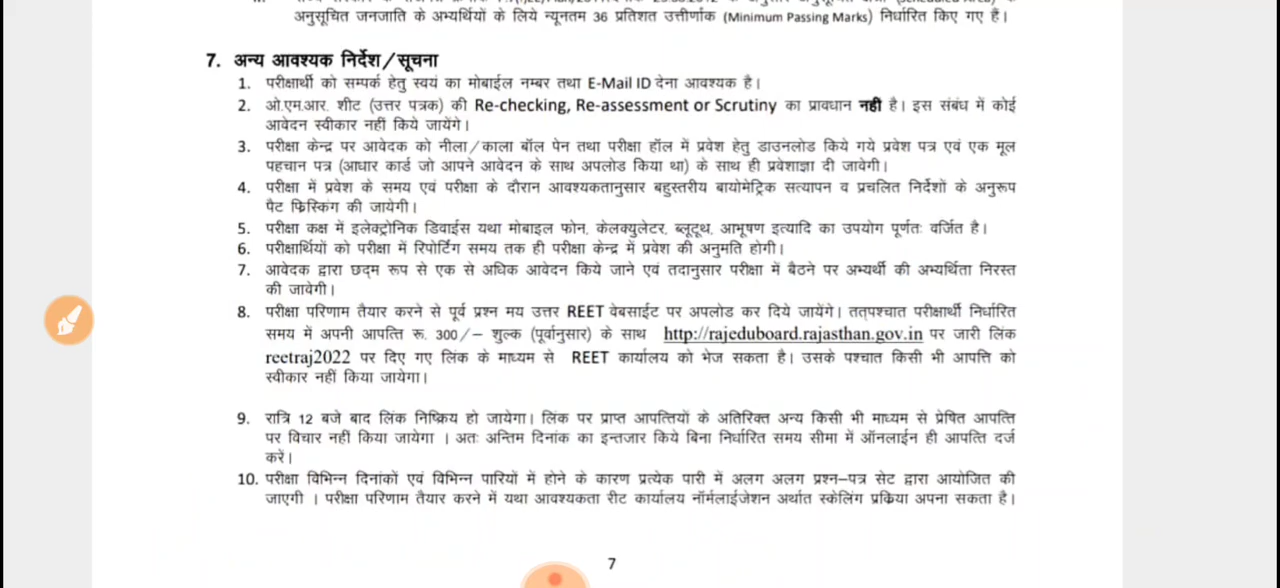 अनुसूचित जनजाति के अभ्यर्थियों के लिये न्यूनतम 36 प्रतिशत उत्तीर्णांक (Minimum Passing Marks) निर्धारित किए गए हैं।
7. अन्य आवश्यक निर्देश/सूचना
1. परीक्षार्थी को सम्पर्क हेतु स्वयं का मोबाईल नम्बर तथा E-Mail ID देना आवश्यक है।
2. ओ.एम.आर. शीट (उत्तर पत्रक) की Re-checking, Re-assessment or Scrutiny का प्रावधान नही है। इस संबंध में कोई
आवेदन स्वीकार नहीं किये जायेंगे।
3. परीक्षा केन्द्र पर आवेदक को नीला/काला बॉल पेन तथा परीक्षा हॉल में प्रवेश हेतु डाउनलोड किये गये प्रवेश पत्र एवं एक मूल
पहचान पत्र (आधार कार्ड जो आपने आवेदन के साथ अपलोड किया था) के साथ ही प्रवेशाज्ञा दी जावेगी।
4. परीक्षा में प्रवेश के समय एवं परीक्षा के दौरान आवश्यकतानुसार बहुस्तरीय बायोमेट्रिक सत्यापन व प्रचलित निर्देशों के अनुरूप
पैट फ्रिस्किंग की जायेगी।
5. परीक्षा कक्ष में इलेक्ट्रोनिक डिवाईस यथा मोबाइल फोन, केलक्युलेटर, ब्लूटूथ, आभूषण इत्यादि का उपयोग पूर्णतः वर्जित है।
6. परीक्षार्थियों को परीक्षा में रिपोर्टिंग समय तक ही परीक्षा केन्द्र में प्रवेश की अनुमति होगी।
7. आवेदक द्वारा छद्म रूप से एक से अधिक आवेदन किये जाने एवं तदानुसार परीक्षा में बैठने पर अभ्यर्थी की अभ्यर्थिता निरस्त
की जावेगी।
8. परीक्षा परिणाम तैयार करने से पूर्व प्रश्न मय उत्तर REET वेबसाईट पर अपलोड कर दिये जायेंगे। तत्पश्चात परीक्षार्थी निर्धारित
समय में अपनी आपत्ति रू. 300/– शुल्क (पूर्वानुसार) के साथ http://rajeduboard.rajasthan.gov.in पर जारी लिंक
reetraj2022 पर दिए गए लिंक के माध्यम से REET कार्यालय को भेज सकता है। उसके पश्चात किसी भी आपत्ति को
स्वीकार नहीं किया जायेगा।
9. रात्रि 12 बजे बाद लिंक निष्क्रिय हो जायेगा। लिंक पर प्राप्त आपत्तियों के अतिरिक्त अन्य किसी भी माध्यम से प्रेषित आपत्ति
पर विचार नहीं किया जायेगा । अतः अन्तिम दिनांक का इन्तजार किये बिना निर्धारित समय सीमा में ऑनलाईन ही आपत्ति दर्ज
करें।
10. परीक्षा विभिन्न दिनांकों एवं विभिन्न पारियों में होने के कारण प्रत्येक पारी में अलग अलग प्रश्न–पत्र सेट द्वारा आयोजित की
जाएगी । परीक्षा परिणाम तैयार करने में यथा आवश्यकता रीट कार्यालय नॉर्मलाईजेशन अर्थात स्केलिंग प्रक्रिया अपना सकता है।
7